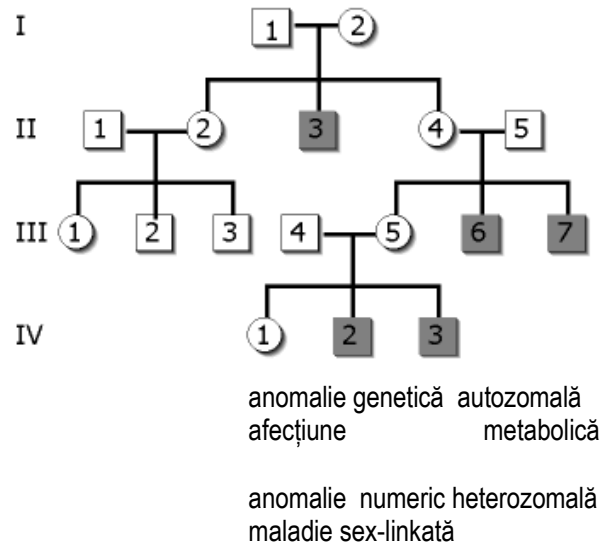 I
1 2
II 1 2 3 4 5
III 1 2 3 4 5 6 7
IV 1 2 3
anomalie genetică autozomală
afecțiune metabolică
anomalie numeric heterozomală
maladie sex-linkată